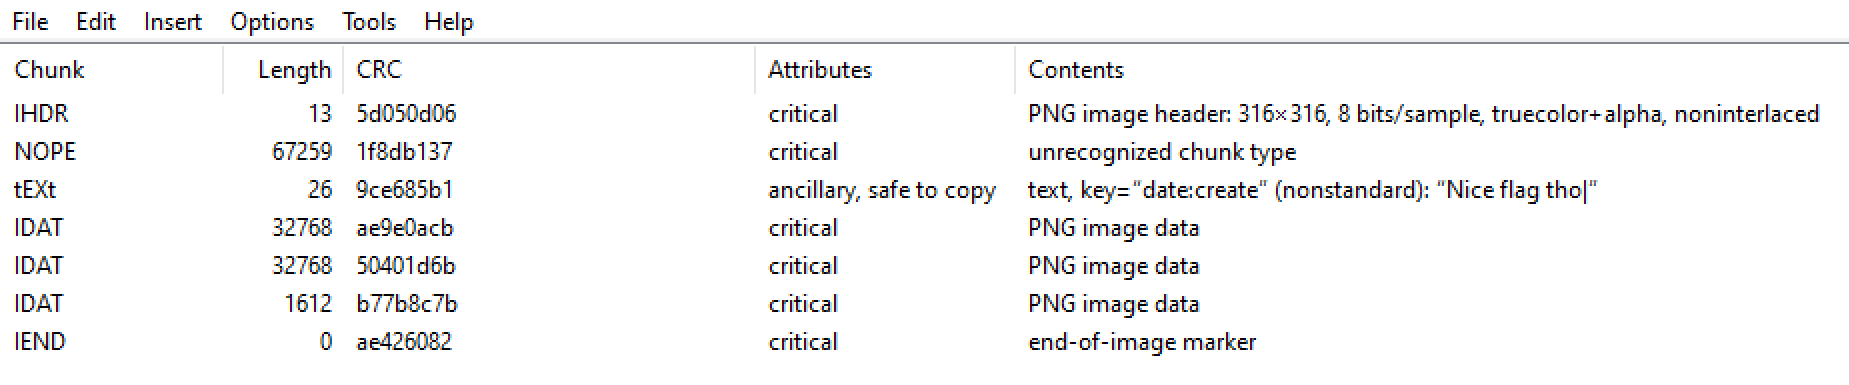 File Edit Insert Options Tools Help
Chunk Length CRC Attributes Contents
IHDR 13 5d050d06 critical PNG image header: 316×316, 8 bits/sample, truecolor+alpha, noninterlaced
NOPE 67259 1f8db137 critical unrecognized chunk type
tEXt 26 9ce685b1 ancillary, safe to copy text, key="date:create" (nonstandard): "Nice flag tho|"
IDAT 32768 ae9e0acb critical PNG image data
IDAT 32768 50401d6b critical PNG image data
IDAT 1612 b77b8c7b critical PNG image data
IEND 0 ae426082 critical end-of-image marker